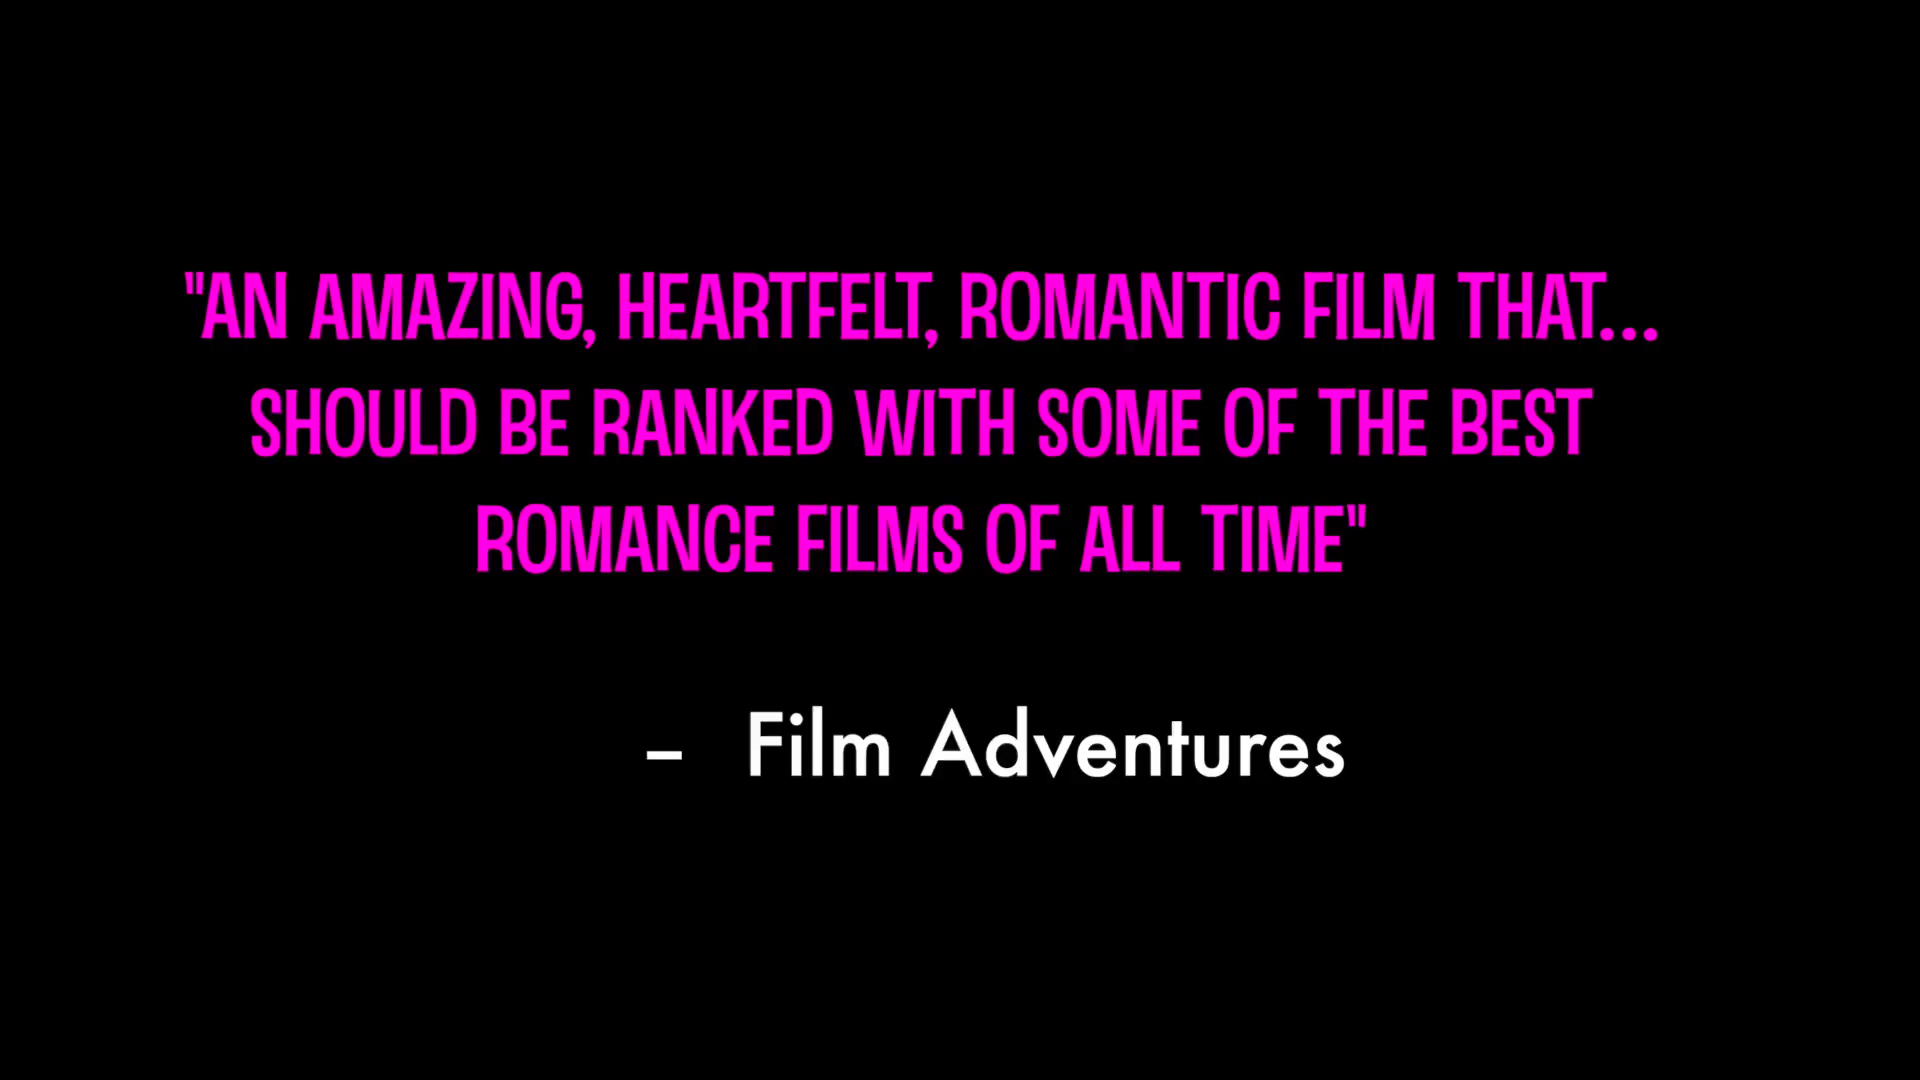 "AN AMAZING, HEARTFELT, ROMANTIC FILM THAT...
SHOULD BE RANKED WITH SOME OF THE BEST
ROMANCE FILMS OF ALL TIME"
– Film Adventures